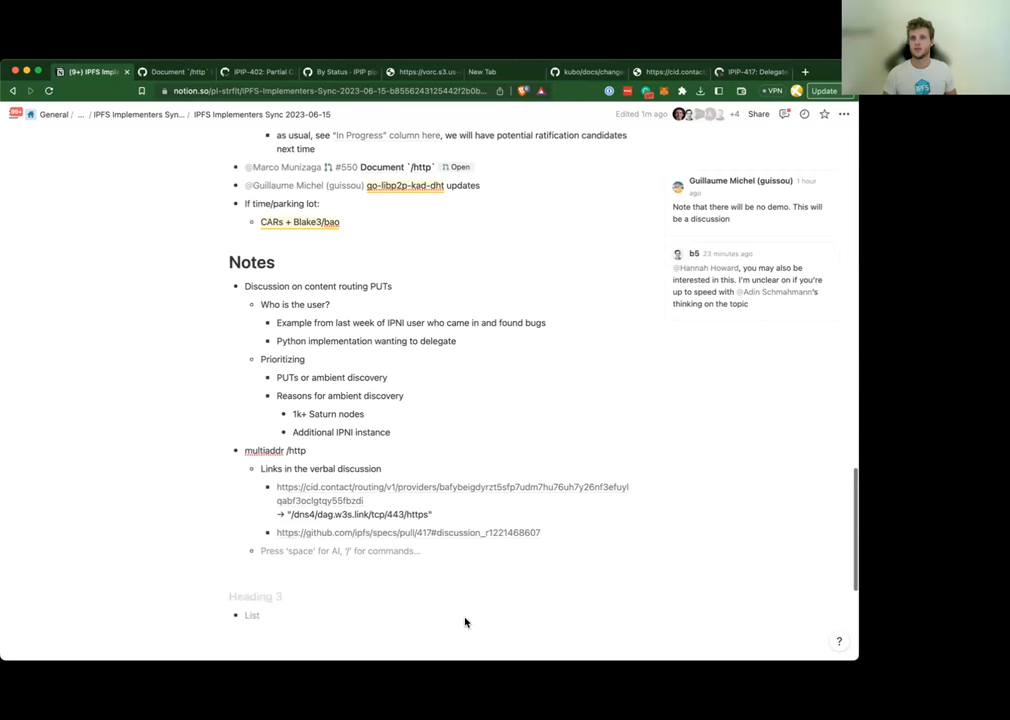 (9+) IPFS Impl
Document `/http`
IPIP-402: Partial C
By Status · IPIP pip
https://vorc.s3.us-
New Tab
kubo/docs/change
https://cid.contact
IPIP-417: Delegate
notion.so/pl-strflt/IPFS-Implementers-Sync-2023-06-15-b8556243125442f2b0b...
VPN
Update
99+
General / ... / IPFS Implementers Syn... / IPFS Implementers Sync 2023-06-15
Edited 1m ago
+4
Share
as usual, see "In Progress" column here, we will have potential ratification candidates
next time
@Marco Munizaga #550 Document `/http` Open
@Guillaume Michel (guissou) go-libp2p-kad-dht updates
If time/parking lot:
CARs + Blake3/bao
Guillaume Michel (guissou) 1 hour
ago
Note that there will be no demo. This will
be a discussion
b5 23 minutes ago
@Hannah Howard, you may also be
interested in this. I'm unclear on if you're
up to speed with @Adin Schmahmann's
thinking on the topic
Notes
Discussion on content routing PUTs
Who is the user?
Example from last week of IPNI user who came in and found bugs
Python implementation wanting to delegate
Prioritizing
PUTs or ambient discovery
Reasons for ambient discovery
1k+ Saturn nodes
Additional IPNI instance
multiaddr /http
Links in the verbal discussion
https://cid.contact/routing/v1/providers/bafybeigdyrzt5sfp7udm7hu76uh7y26nf3efuyl
qabf3oclgtqy55fbzdi
→ "/dns4/dag.w3s.link/tcp/443/https"
https://github.com/ipfs/specs/pull/417#discussion_r1221468607
Press 'space' for AI, '/' for commands...
Heading 3
List
?